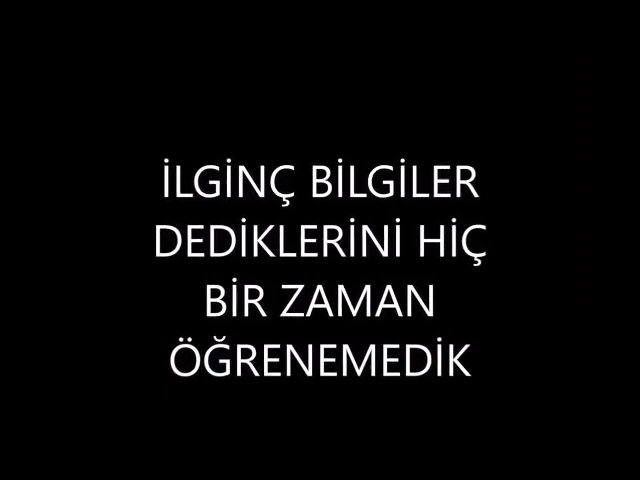 İLGİNÇ BİLGİLER
DEDİKLERİNİ HİÇ
BİR ZAMAN
ÖĞRENEMEDİK